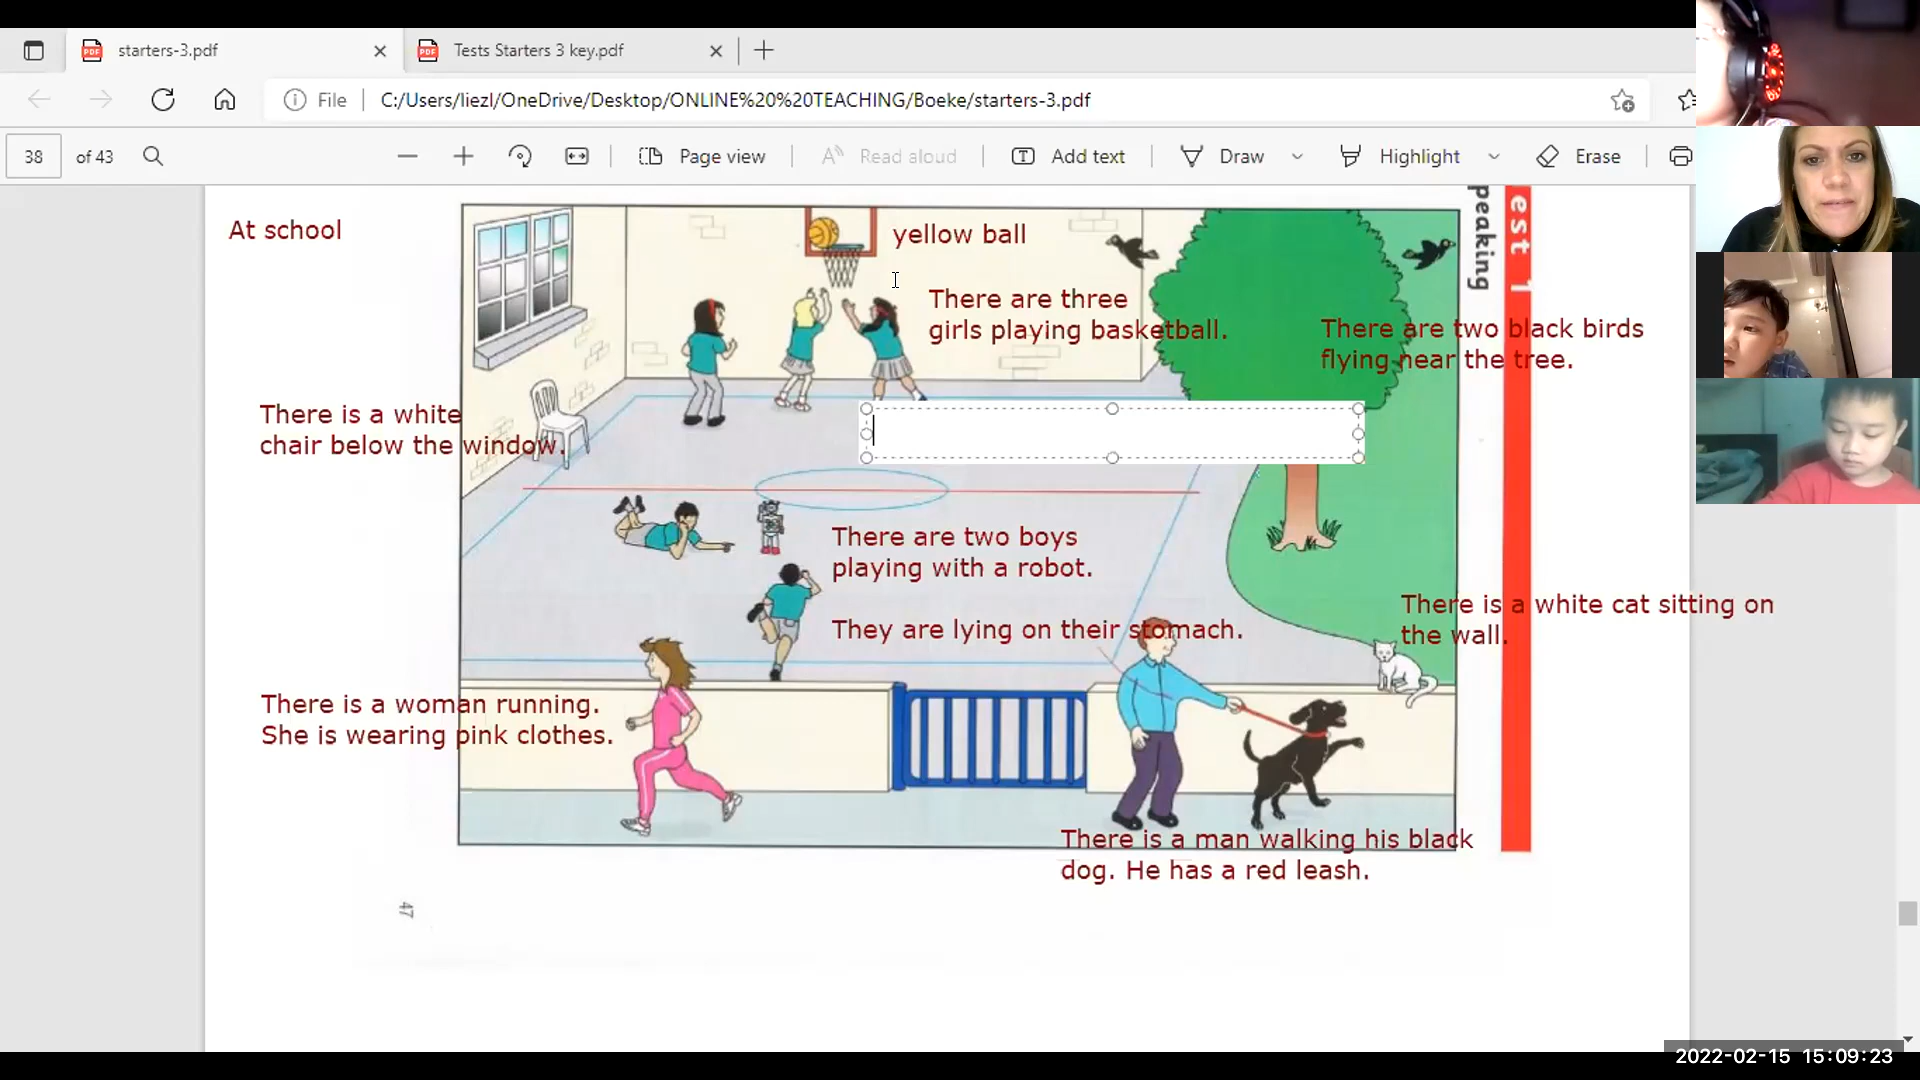 starters-3.pdf
Tests Starters 3 key.pdf
File
C:/Users/liezl/OneDrive/Desktop/ONLINE%20%20TEACHING/Boeke/starters-3.pdf
38
of 43
Page view
Read aloud
Add text
Draw
Highlight
Erase
At school
yellow ball
There are three
girls playing basketball.
There are two black birds
flying near the tree.
There is a white
chair below the window.
There are two boys
playing with a robot.
They are lying on their stomach.
There is a white cat sitting on
the wall.
There is a woman running.
She is wearing pink clothes.
There is a man walking his black
dog. He has a red leash.
est 1
peaking
47
2022-02-15 15:09:23